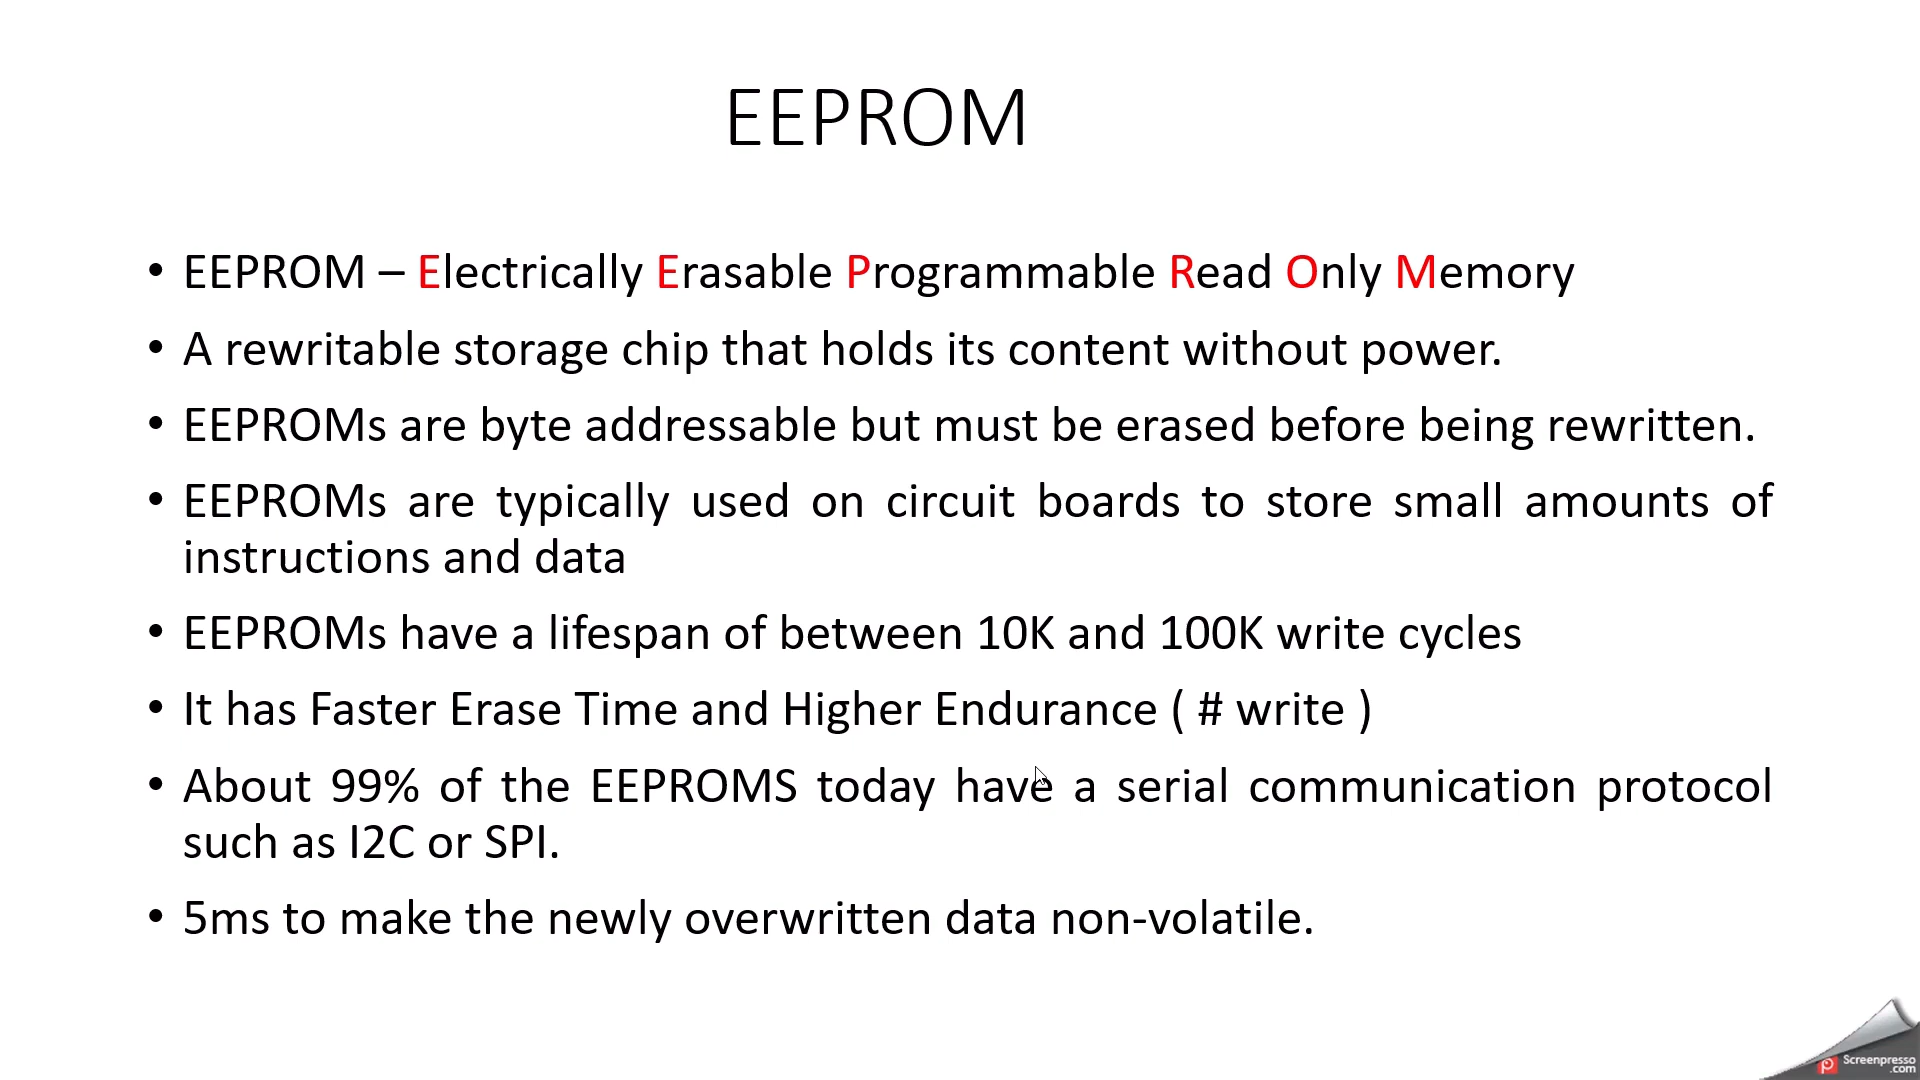 EEPROM
• EEPROM – Electrically Erasable Programmable Read Only Memory
• A rewritable storage chip that holds its content without power.
• EEPROMs are byte addressable but must be erased before being rewritten.
• EEPROMs are typically used on circuit boards to store small amounts of
instructions and data
• EEPROMs have a lifespan of between 10K and 100K write cycles
• It has Faster Erase Time and Higher Endurance ( # write )
• About 99% of the EEPROMS today have a serial communication protocol
such as I2C or SPI.
• 5ms to make the newly overwritten data non-volatile.
Screenpresso
.com